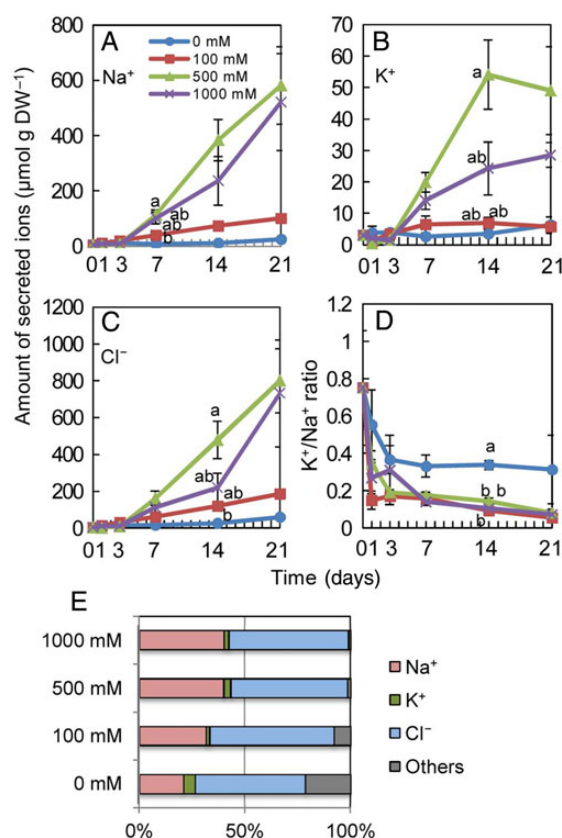 Amount of secreted ions (μmol g DW⁻¹)
A
Na⁺
0 mM
100 mM
500 mM
1000 mM
800
600
400
200
0
a
ab
ab
b
01 3 7 14 21
B
K⁺
70
60
50
40
30
20
10
0
a
ab
ab ab
01 3 7 14 21
C
Cl⁻
1200
1000
800
600
400
200
0
a
ab
ab
b
01 3 7 14 21
D
K⁺/Na⁺ ratio
1.2
1
0.8
0.6
0.4
0.2
0
a
b b
b
01 3 7 14 21
Time (days)
E
1000 mM
500 mM
100 mM
0 mM
0% 50% 100%
Na⁺
K⁺
Cl⁻
Others